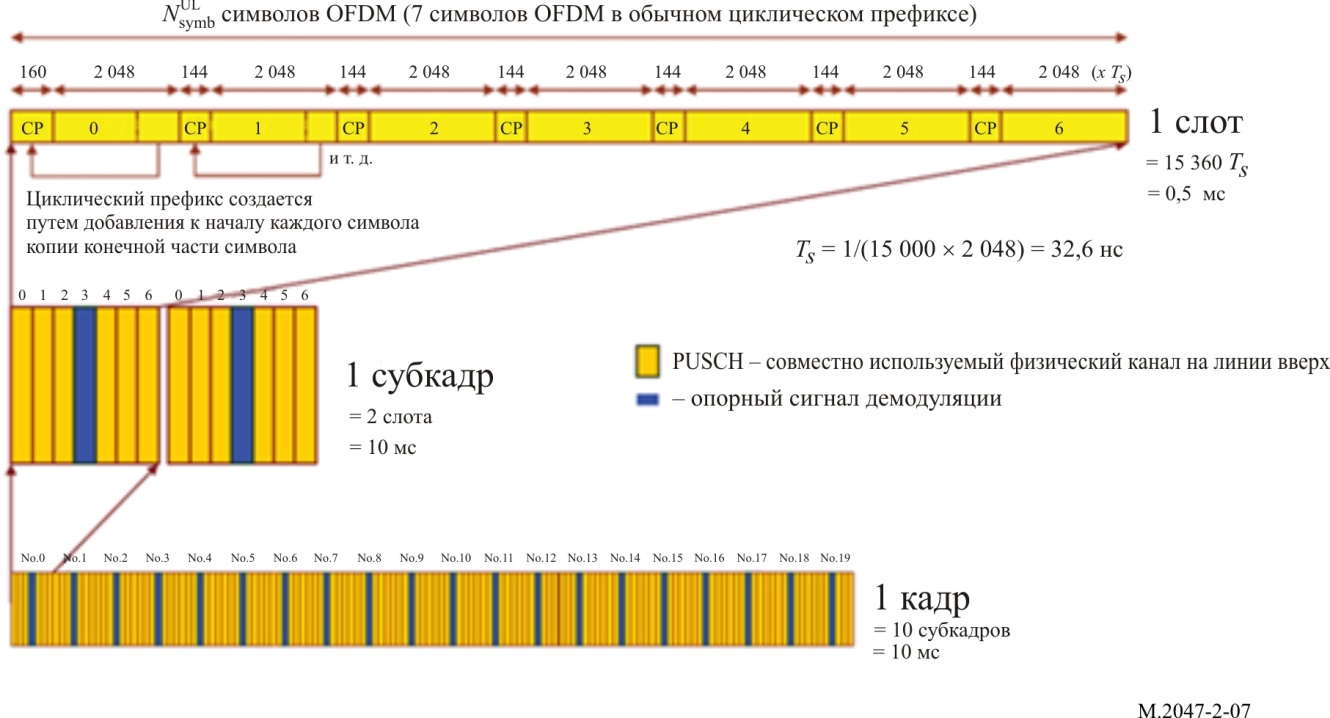 N_symb^UL символов OFDM (7 символов OFDM в обычном циклическом префиксе)
160 2 048 144 2 048 144 2 048 144 2 048 144 2 048 144 2 048 144 2 048 (x T_s)
CP 0 CP 1 CP 2 CP 3 CP 4 CP 5 CP 6
1 слот
= 15 360 T_s
= 0,5 мс
и т. д.
Циклический префикс создается
путем добавления к началу каждого символа
копии конечной части символа
T_s = 1/(15 000 × 2 048) = 32,6 нс
0 1 2 3 4 5 6 0 1 2 3 4 5 6
1 субкадр
= 2 слота
= 10 мс
PUSCH – совместно используемый физический канал на линии вверх
– опорный сигнал демодуляции
No.0 No.1 No.2 No.3 No.4 No.5 No.6 No.7 No.8 No.9 No.10 No.11 No.12 No.13 No.14 No.15 No.16 No.17 No.18 No.19
1 кадр
= 10 субкадров
= 10 мс
M.2047-2-07